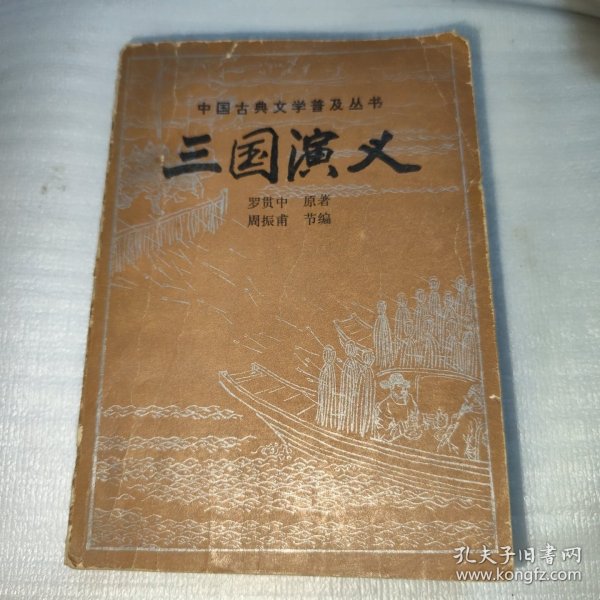 中国古典文学普及丛书
三国演义
罗贯中 原著
周振甫 节编
孔夫子旧书网
www.kongfz.com